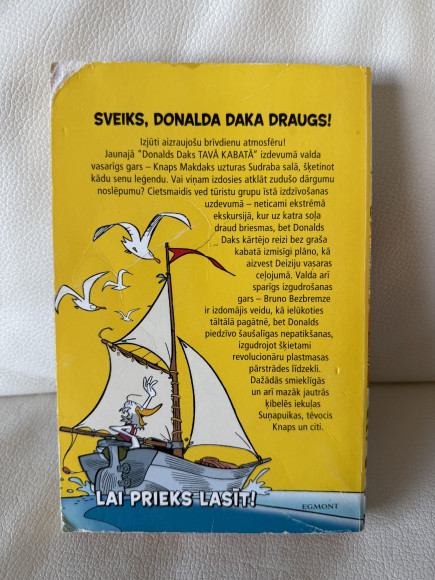 SVEIKS, DONALDA DAKA DRAUGS!
Izjūti aizraujošu brīvdienu atmosfēru!
Jaunajā "Donalds Daks TAVĀ KABATĀ" izdevumā valda
vasarīgs gars – Knaps Makdaks uzturas Sudraba salā, šķetinot
kādu senu leģendu. Vai viņam izdosies atklāt zudušo dārgumu
noslēpumu? Cietsmaidis ved tūristu grupu īstā izdzīvošanas
uzdevumā – neticami ekstrēmā
ekskursijā, kur uz katra soļa
draud briesmas, bet Donalds
Daks kārtējo reizi bez graša
kabatā izmisīgi plāno, kā
aizvest Deiziju vasaras
ceļojumā. Valda arī
sparīgs izgudrošanas
gars – Bruno Bezbremze
ir izdomājis veidu, kā ielūkoties
tāltālā pagātnē, bet Donalds
piedzīvo šaušalīgas nepatikšanas,
izgudrojot šķietami
revolucionāru plastmasas
pārstrādes līdzekli.
Dažādās smieklīgās
un arī mazāk jautrās
ķibelēs iekuļas
Suņapuikas, tēvocis
Knaps un citi.
LAI PRIEKS LASĪT!
EGMONT